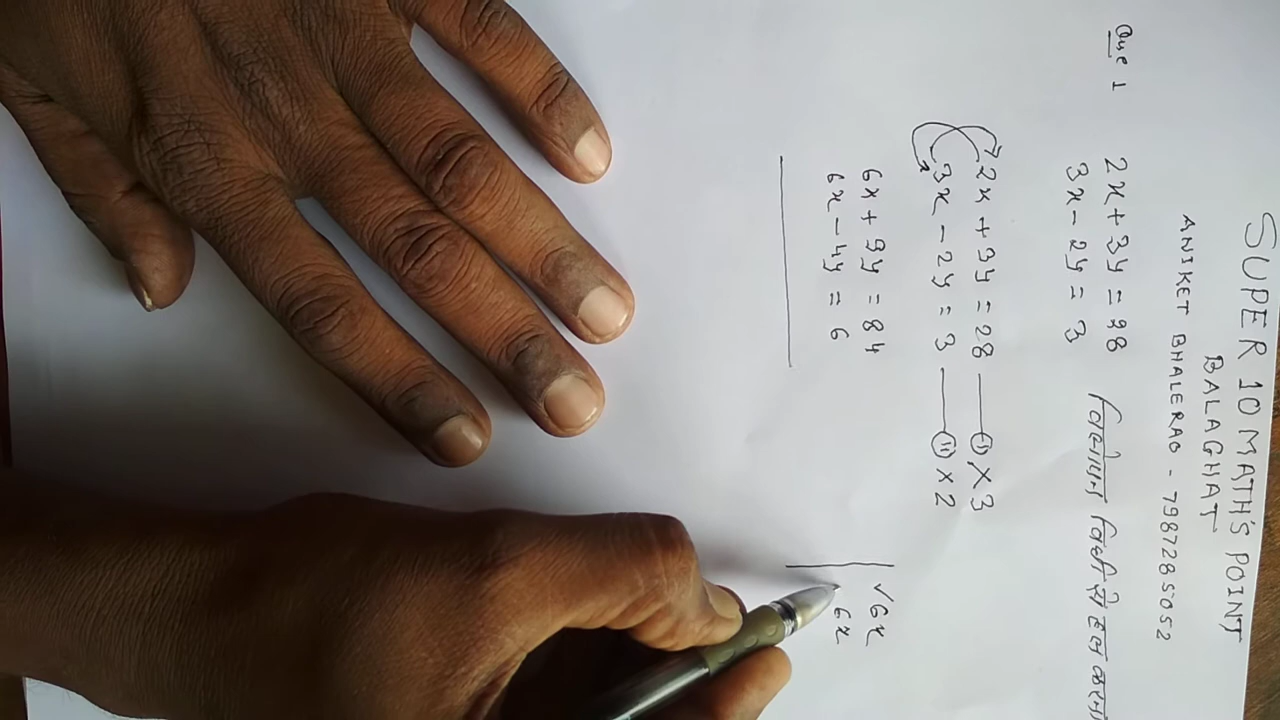 SUPER 10 MATH'S POINT
BALAGHAT
ANIKET BHALERAO - 7987285052
Que 1 2x + 3y = 28 विलोपन विधी से हल करना
3x - 2y = 3
2x + 3y = 28 — (i) × 3
3x - 2y = 3 — (ii) × 2
6x + 9y = 84 ✓6x
6x - 4y = 6 6x